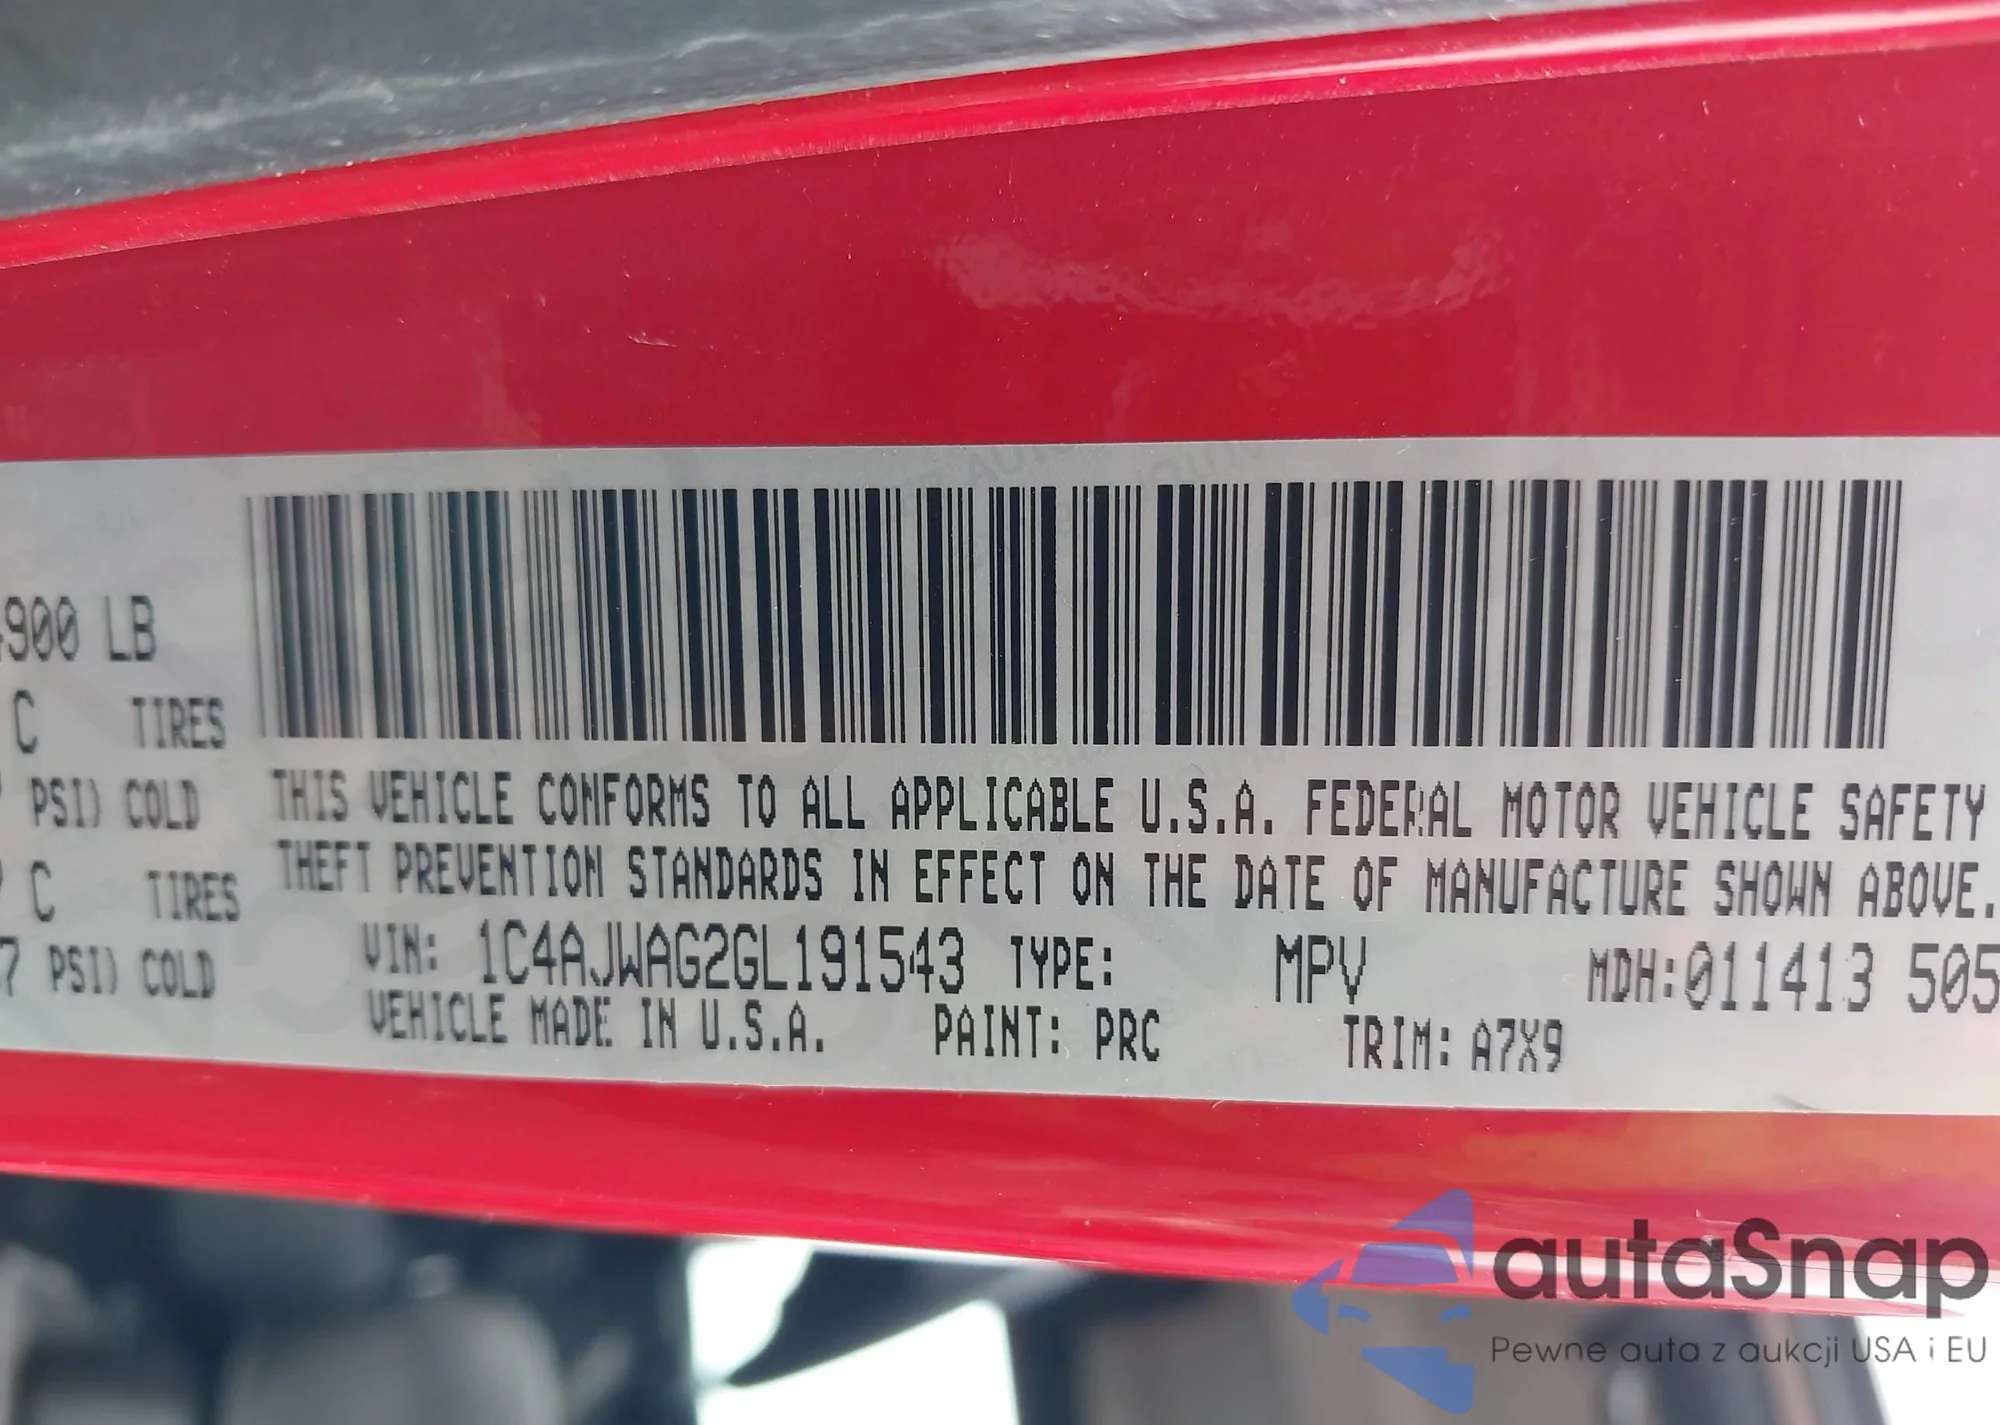 900 LB
C TIRES
PSI) COLD
C TIRES
7 PSI) COLD
THIS VEHICLE CONFORMS TO ALL APPLICABLE U.S.A. FEDERAL MOTOR VEHICLE SAFETY
THEFT PREVENTION STANDARDS IN EFFECT ON THE DATE OF MANUFACTURE SHOWN ABOVE.
VIN: 1C4AJWAG2GL191543 TYPE: MPV MDH:011413 505
VEHICLE MADE IN U.S.A. PAINT: PRC TRIM: A7X9
autaSnap
Pewne auta z aukcji USA i EU